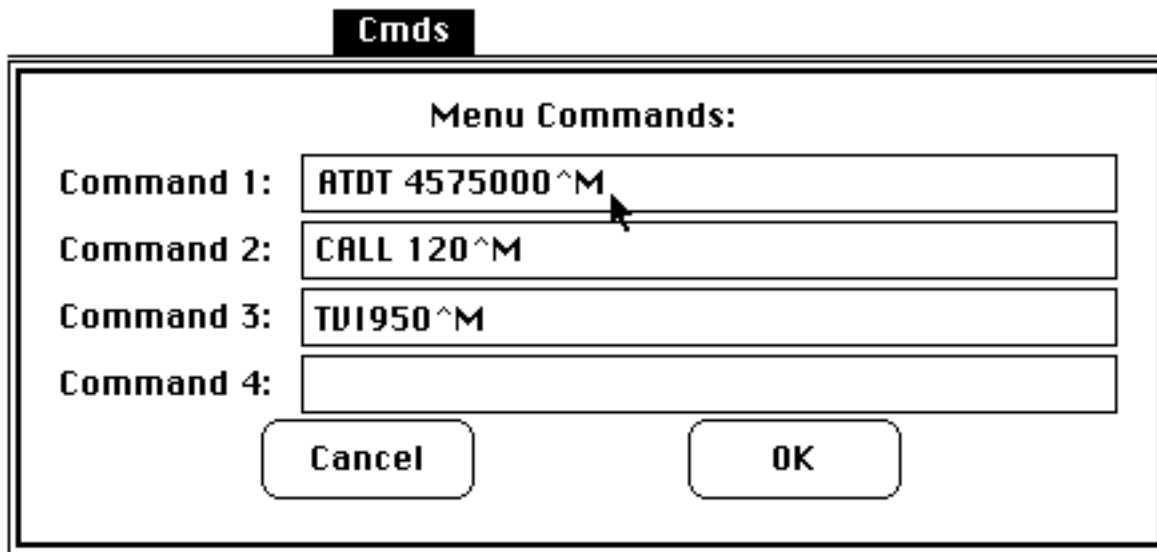 Cmds
Menu Commands:
Command 1: ATDT 4575000^M
Command 2: CALL 120^M
Command 3: TVI950^M
Command 4:
Cancel OK